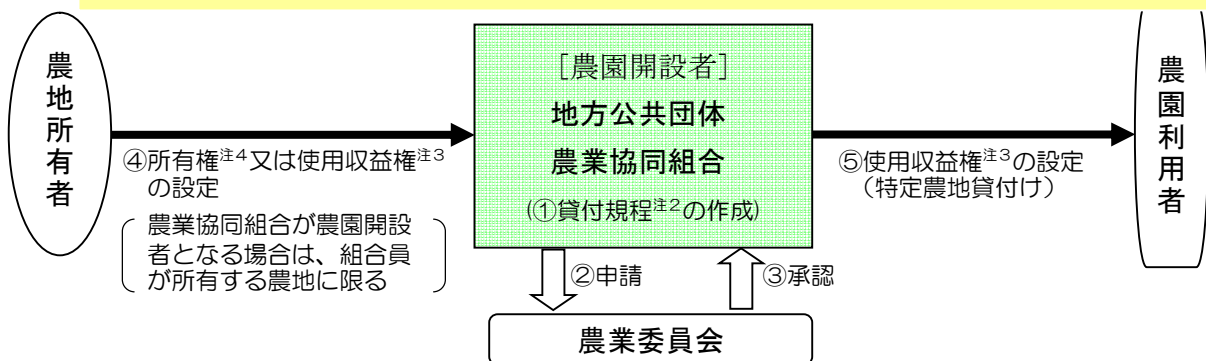 農地所有者
［農園開設者］
地方公共団体
農業協同組合
(①貸付規程注2の作成)
④所有権注4又は使用収益権注3
の設定
農業協同組合が農園開設
者となる場合は、組合員
が所有する農地に限る
⑤使用収益権注3の設定
（特定農地貸付け）
農園利用者
②申請
③承認
農業委員会